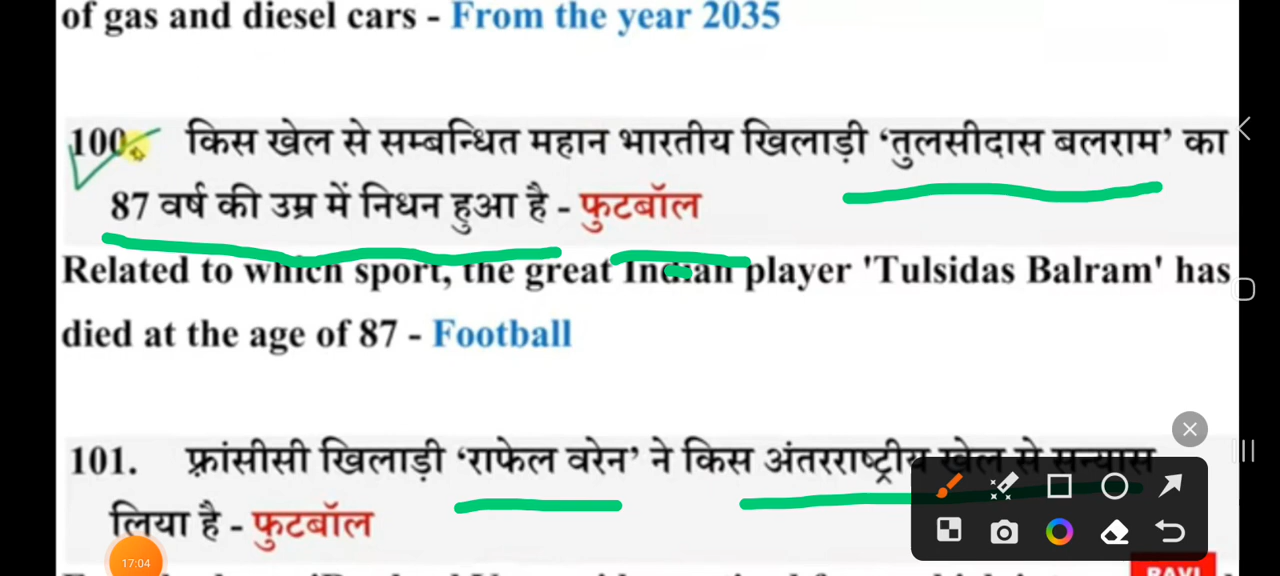 of gas and diesel cars - From the year 2035
100. किस खेल से सम्बन्धित महान भारतीय खिलाड़ी ‘तुलसीदास बलराम’ का
87 वर्ष की उम्र में निधन हुआ है - फुटबॉल
Related to which sport, the great Indian player 'Tulsidas Balram' has
died at the age of 87 - Football
101. फ़्रांसीसी खिलाड़ी ‘राफेल वरेन’ ने किस अंतरराष्ट्रीय खेल से सन्यास
लिया है - फुटबॉल
17:04
RAVI